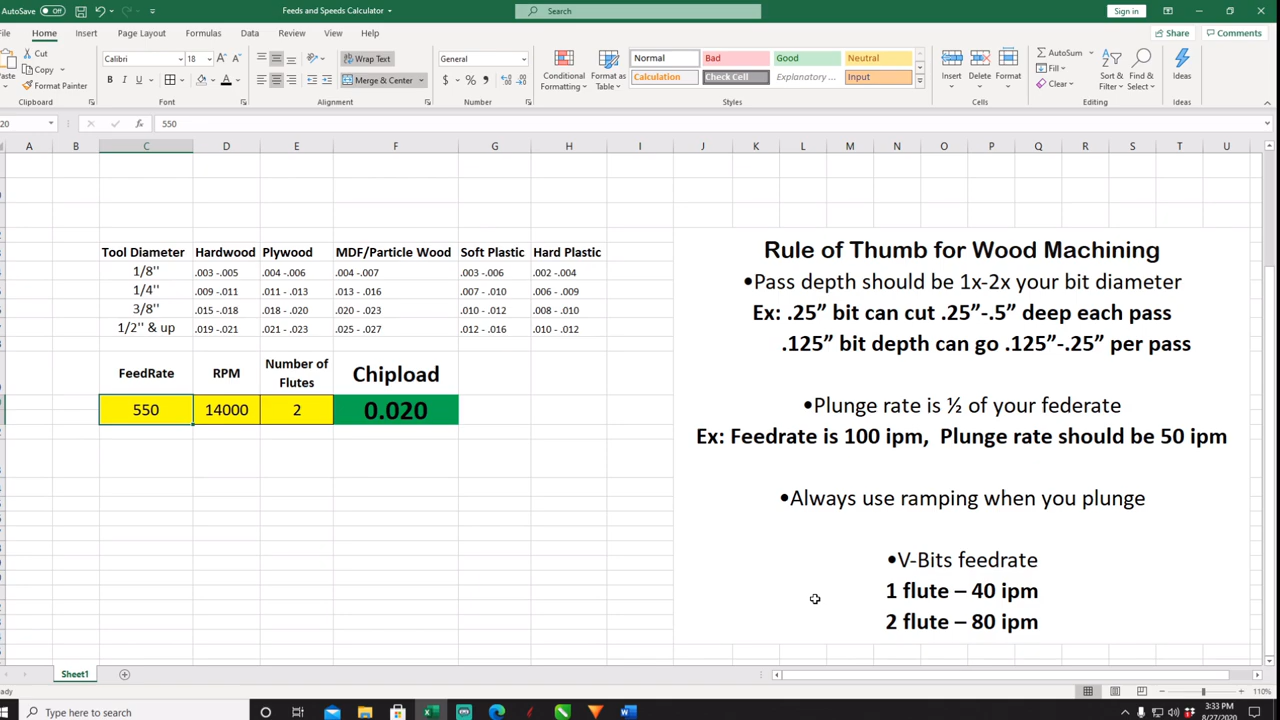 AutoSave Off
Feeds and Speeds Calculator
Search
Sign in
Home Insert Page Layout Formulas Data Review View Help
Share Comments
Cut
Copy
Format Painter
Clipboard
Calibri 18
B I U
Font
Wrap Text
Merge & Center
Alignment
General
$ % ,
Number
Conditional Formatting
Format as Table
Normal Bad Good Neutral
Calculation Check Cell Explanatory ... Input
Styles
Insert Delete Format
Cells
AutoSum
Fill
Clear
Sort & Filter
Find & Select
Editing
Ideas
Ideas
20 fx 550
A B C D E F G H I J K L M N O P Q R S T U
Tool Diameter Hardwood Plywood MDF/Particle Wood Soft Plastic Hard Plastic
1/8" .003 -.005 .004 -.006 .004 -.007 .003 -.006 .002 -.004
1/4" .009 -.011 .011 - .013 .013 - .016 .007 - .010 .006 - .009
3/8" .015 -.018 .018 - .020 .020 - .023 .010 - .012 .008 - .010
1/2" & up .019 -.021 .021 - .023 .025 - .027 .012 - .016 .010 - .012
FeedRate RPM Number of Flutes Chipload
550 14000 2 0.020
Rule of Thumb for Wood Machining
•Pass depth should be 1x-2x your bit diameter
Ex: .25” bit can cut .25”-.5” deep each pass
.125” bit depth can go .125”-.25” per pass
•Plunge rate is ½ of your federate
Ex: Feedrate is 100 ipm, Plunge rate should be 50 ipm
•Always use ramping when you plunge
•V-Bits feedrate
1 flute – 40 ipm
2 flute – 80 ipm
Sheet1
eady
110%
Type here to search
3:33 PM
8/27/2020